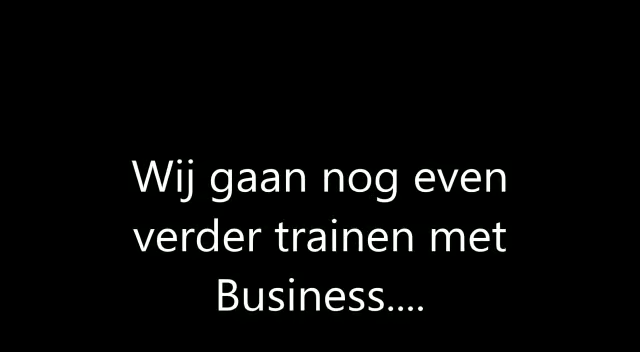 Wij gaan nog even
verder trainen met
Business....